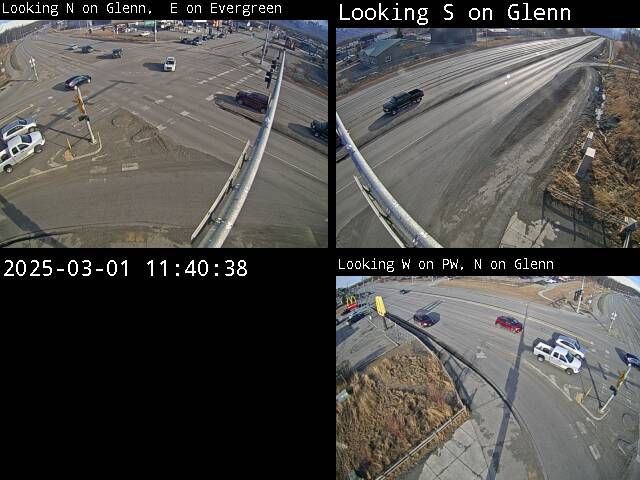 Looking N on Glenn, E on Evergreen
Looking S on Glenn
2025-03-01 11:40:38
Looking W on PW, N on Glenn